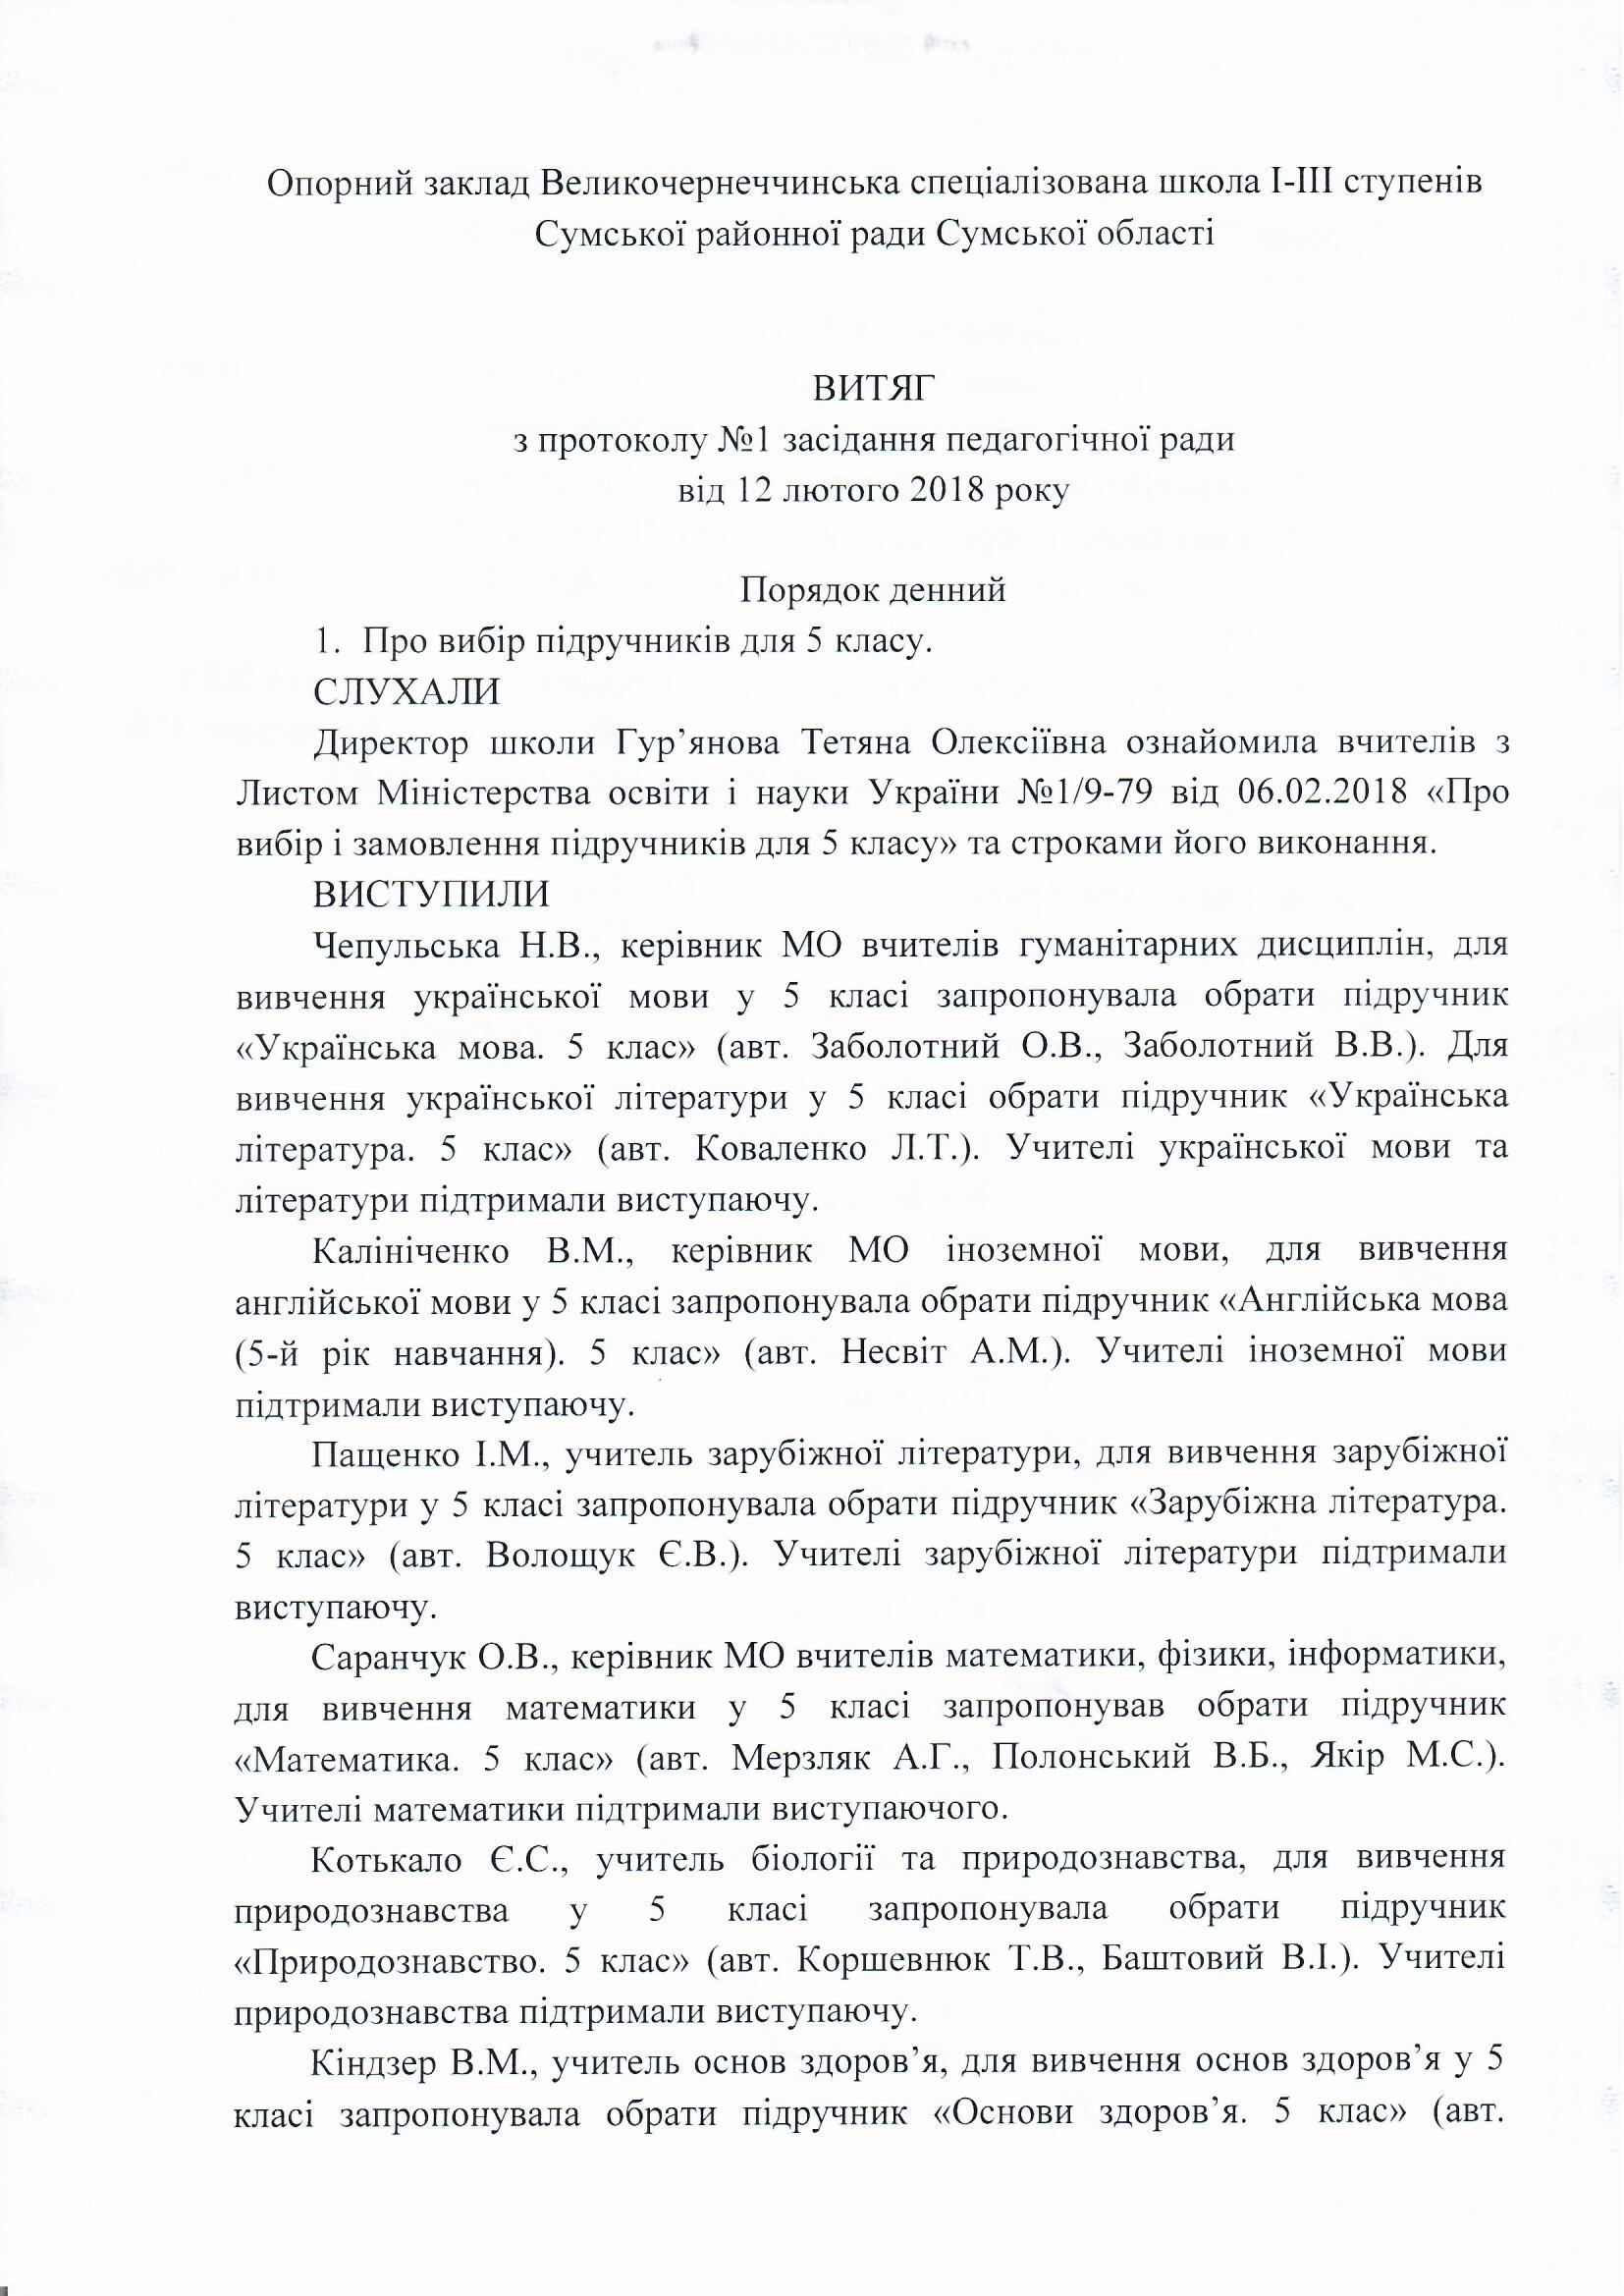 Опорний заклад Великочернеччинська спеціалізована школа І-ІІІ ступенів
Сумської районної ради Сумської області
ВИТЯГ
з протоколу №1 засідання педагогічної ради
від 12 лютого 2018 року
Порядок денний
1. Про вибір підручників для 5 класу.
СЛУХАЛИ
Директор школи Гур’янова Тетяна Олексіївна ознайомила вчителів з
Листом Міністерства освіти і науки України №1/9-79 від 06.02.2018 «Про
вибір і замовлення підручників для 5 класу» та строками його виконання.
ВИСТУПИЛИ
Чепульська Н.В., керівник МО вчителів гуманітарних дисциплін, для
вивчення української мови у 5 класі запропонувала обрати підручник
«Українська мова. 5 клас» (авт. Заболотний О.В., Заболотний В.В.). Для
вивчення української літератури у 5 класі обрати підручник «Українська
література. 5 клас» (авт. Коваленко Л.Т.). Учителі української мови та
літератури підтримали виступаючу.
Калініченко В.М., керівник МО іноземної мови, для вивчення
англійської мови у 5 класі запропонувала обрати підручник «Англійська мова
(5-й рік навчання). 5 клас» (авт. Несвіт А.М.). Учителі іноземної мови
підтримали виступаючу.
Пащенко І.М., учитель зарубіжної літератури, для вивчення зарубіжної
літератури у 5 класі запропонувала обрати підручник «Зарубіжна література.
5 клас» (авт. Волощук Є.В.). Учителі зарубіжної літератури підтримали
виступаючу.
Саранчук О.В., керівник МО вчителів математики, фізики, інформатики,
для вивчення математики у 5 класі запропонував обрати підручник
«Математика. 5 клас» (авт. Мерзляк А.Г., Полонський В.Б., Якір М.С.).
Учителі математики підтримали виступаючого.
Котькало Є.С., учитель біології та природознавства, для вивчення
природознавства у 5 класі запропонувала обрати підручник
«Природознавство. 5 клас» (авт. Коршевнюк Т.В., Баштовий В.І.). Учителі
природознавства підтримали виступаючу.
Кіндзер В.М., учитель основ здоров’я, для вивчення основ здоров’я у 5
класі запропонувала обрати підручник «Основи здоров’я. 5 клас» (авт.